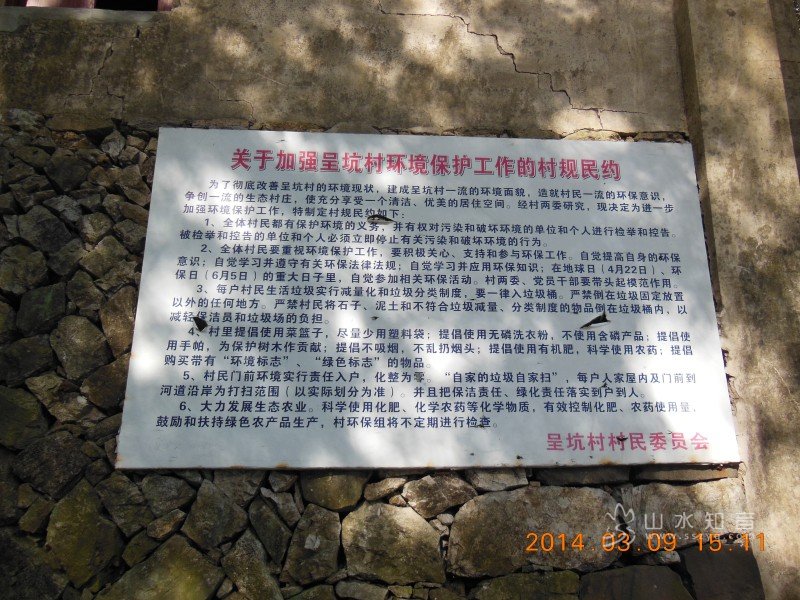 关于加强呈坑村环境保护工作的村规民约
为了彻底改善呈坑村的环境现状，建成呈坑村一流的环境面貌，造就村民一流的环保意识，
争创一流的生态村庄，使充分享受一个清洁、优美的居住空间。经村两委研究，现决定为进一步
加强环境保护工作，特制定村规民约如下：
1、全体村民都有保护环境的义务，并有权对污染和破坏环境的单位和个人进行检举和控告。
被检举和控告的单位和个人必须立即停止有关污染和破坏环境的行为。
2、全体村民要重视环境保护工作，要积极关心、支持和参与环保工作。自觉提高自身的环保
意识；自觉学习并遵守有关环保法律法规；自觉学习并应用环保知识；在地球日（4月22日）、环
保日（6月5日）的重大日子里，自觉参加相关环保活动。村两委、党员干部要带头起模范作用。
3、每户村民生活垃圾实行减量化和垃圾分类制度，要一律入垃圾桶。严禁倒在垃圾固定放置
以外的任何地方。严禁村民将石子、泥土和不符合垃圾减量、分类制度的物品倒在垃圾桶内，以
减轻保洁员和垃圾场的负担。
4、村里提倡使用菜篮子，尽量少用塑料袋；提倡使用无磷洗衣粉，不使用含磷产品；提倡使
用手帕，为保护树木作贡献；提倡不吸烟，不乱扔烟头；提倡使用有机肥，科学使用农药；提倡
购买带有“环境标志”、“绿色标志”的物品。
5、村民门前环境实行责任入户，化整为零。“自家的垃圾自家扫”，每户人家屋内及门前到
河道沿岸为打扫范围（以实际划分为准）。并且把保洁责任、绿化责任落实到户到人。
6、大力发展生态农业。科学使用化肥、化学农药等化学物质，有效控制化肥、农药使用量，
鼓励和扶持绿色农产品生产，村环保组将不定期进行检查。
呈坑村村民委员会
山水知音
2014.03.09 15:11